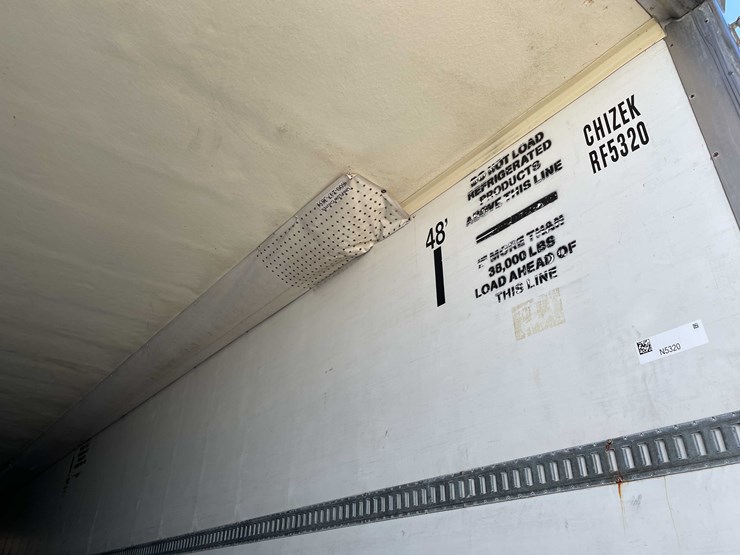 CHIZEK
RF5320
DO NOT LOAD
REFRIGERATED
PRODUCTS
ABOVE THIS LINE
48'
IF MORE THAN
38,000 LBS
LOAD AHEAD OF
THIS LINE
N5320